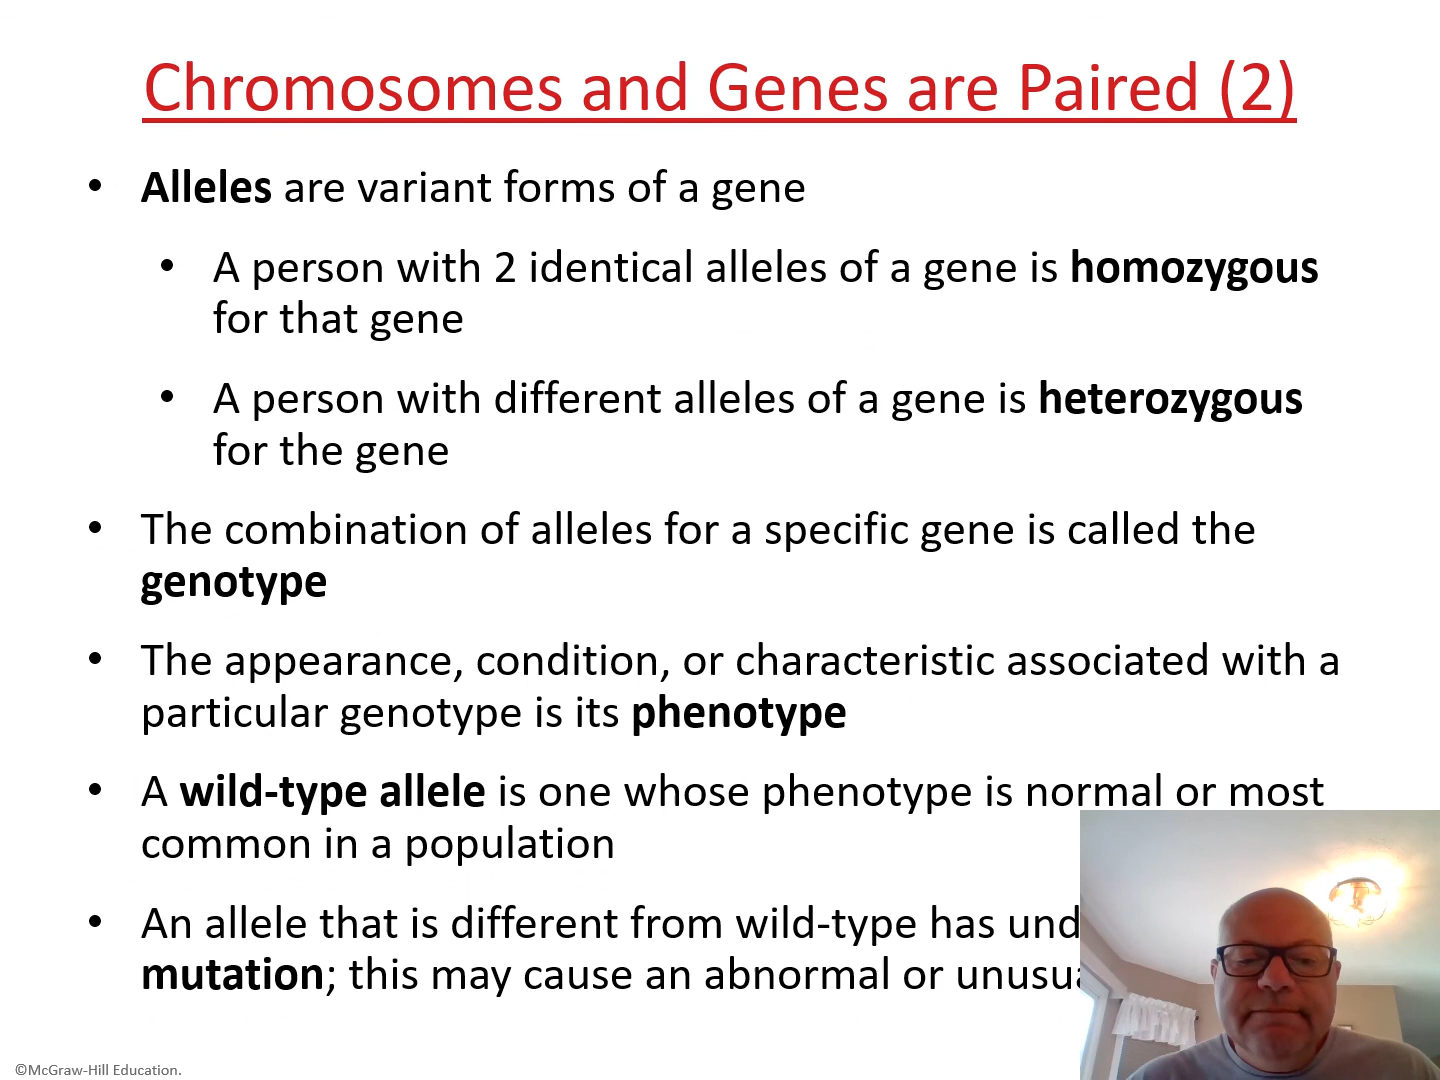 Chromosomes and Genes are Paired (2)
• Alleles are variant forms of a gene
• A person with 2 identical alleles of a gene is homozygous
for that gene
• A person with different alleles of a gene is heterozygous
for the gene
• The combination of alleles for a specific gene is called the
genotype
• The appearance, condition, or characteristic associated with a
particular genotype is its phenotype
• A wild-type allele is one whose phenotype is normal or most
common in a population
• An allele that is different from wild-type has
mutation; this may cause an abnormal or
©McGraw-Hill Education.